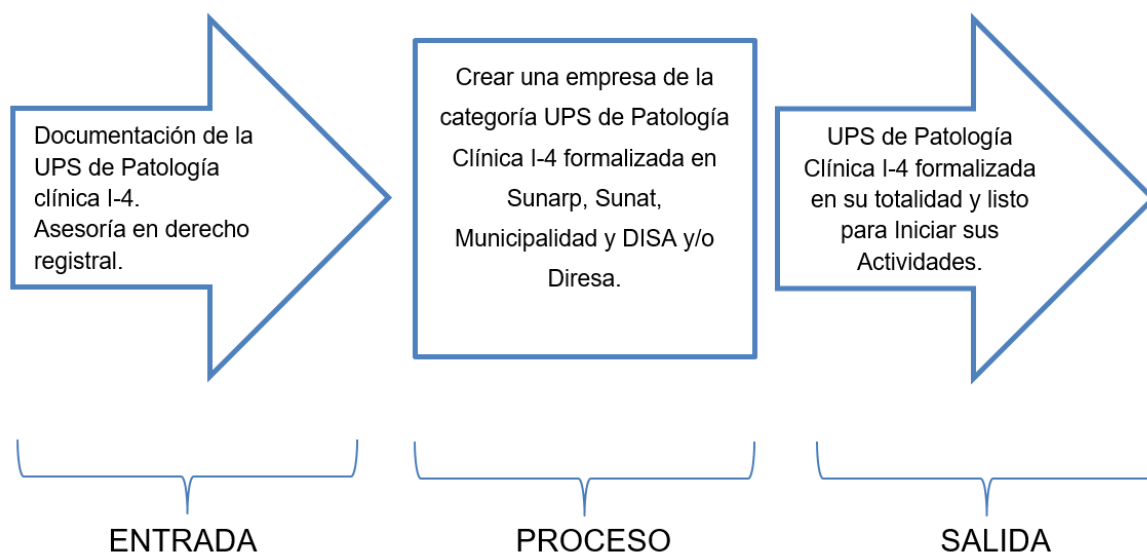 Documentación de la
UPS de Patología
clínica I-4.
Asesoría en derecho
registral.
Crear una empresa de la
categoría UPS de Patología
Clínica I-4 formalizada en
Sunarp, Sunat,
Municipalidad y DISA y/o
Diresa.
UPS de Patología
Clínica I-4 formalizada
en su totalidad y listo
para Iniciar sus
Actividades.
ENTRADA
PROCESO
SALIDA